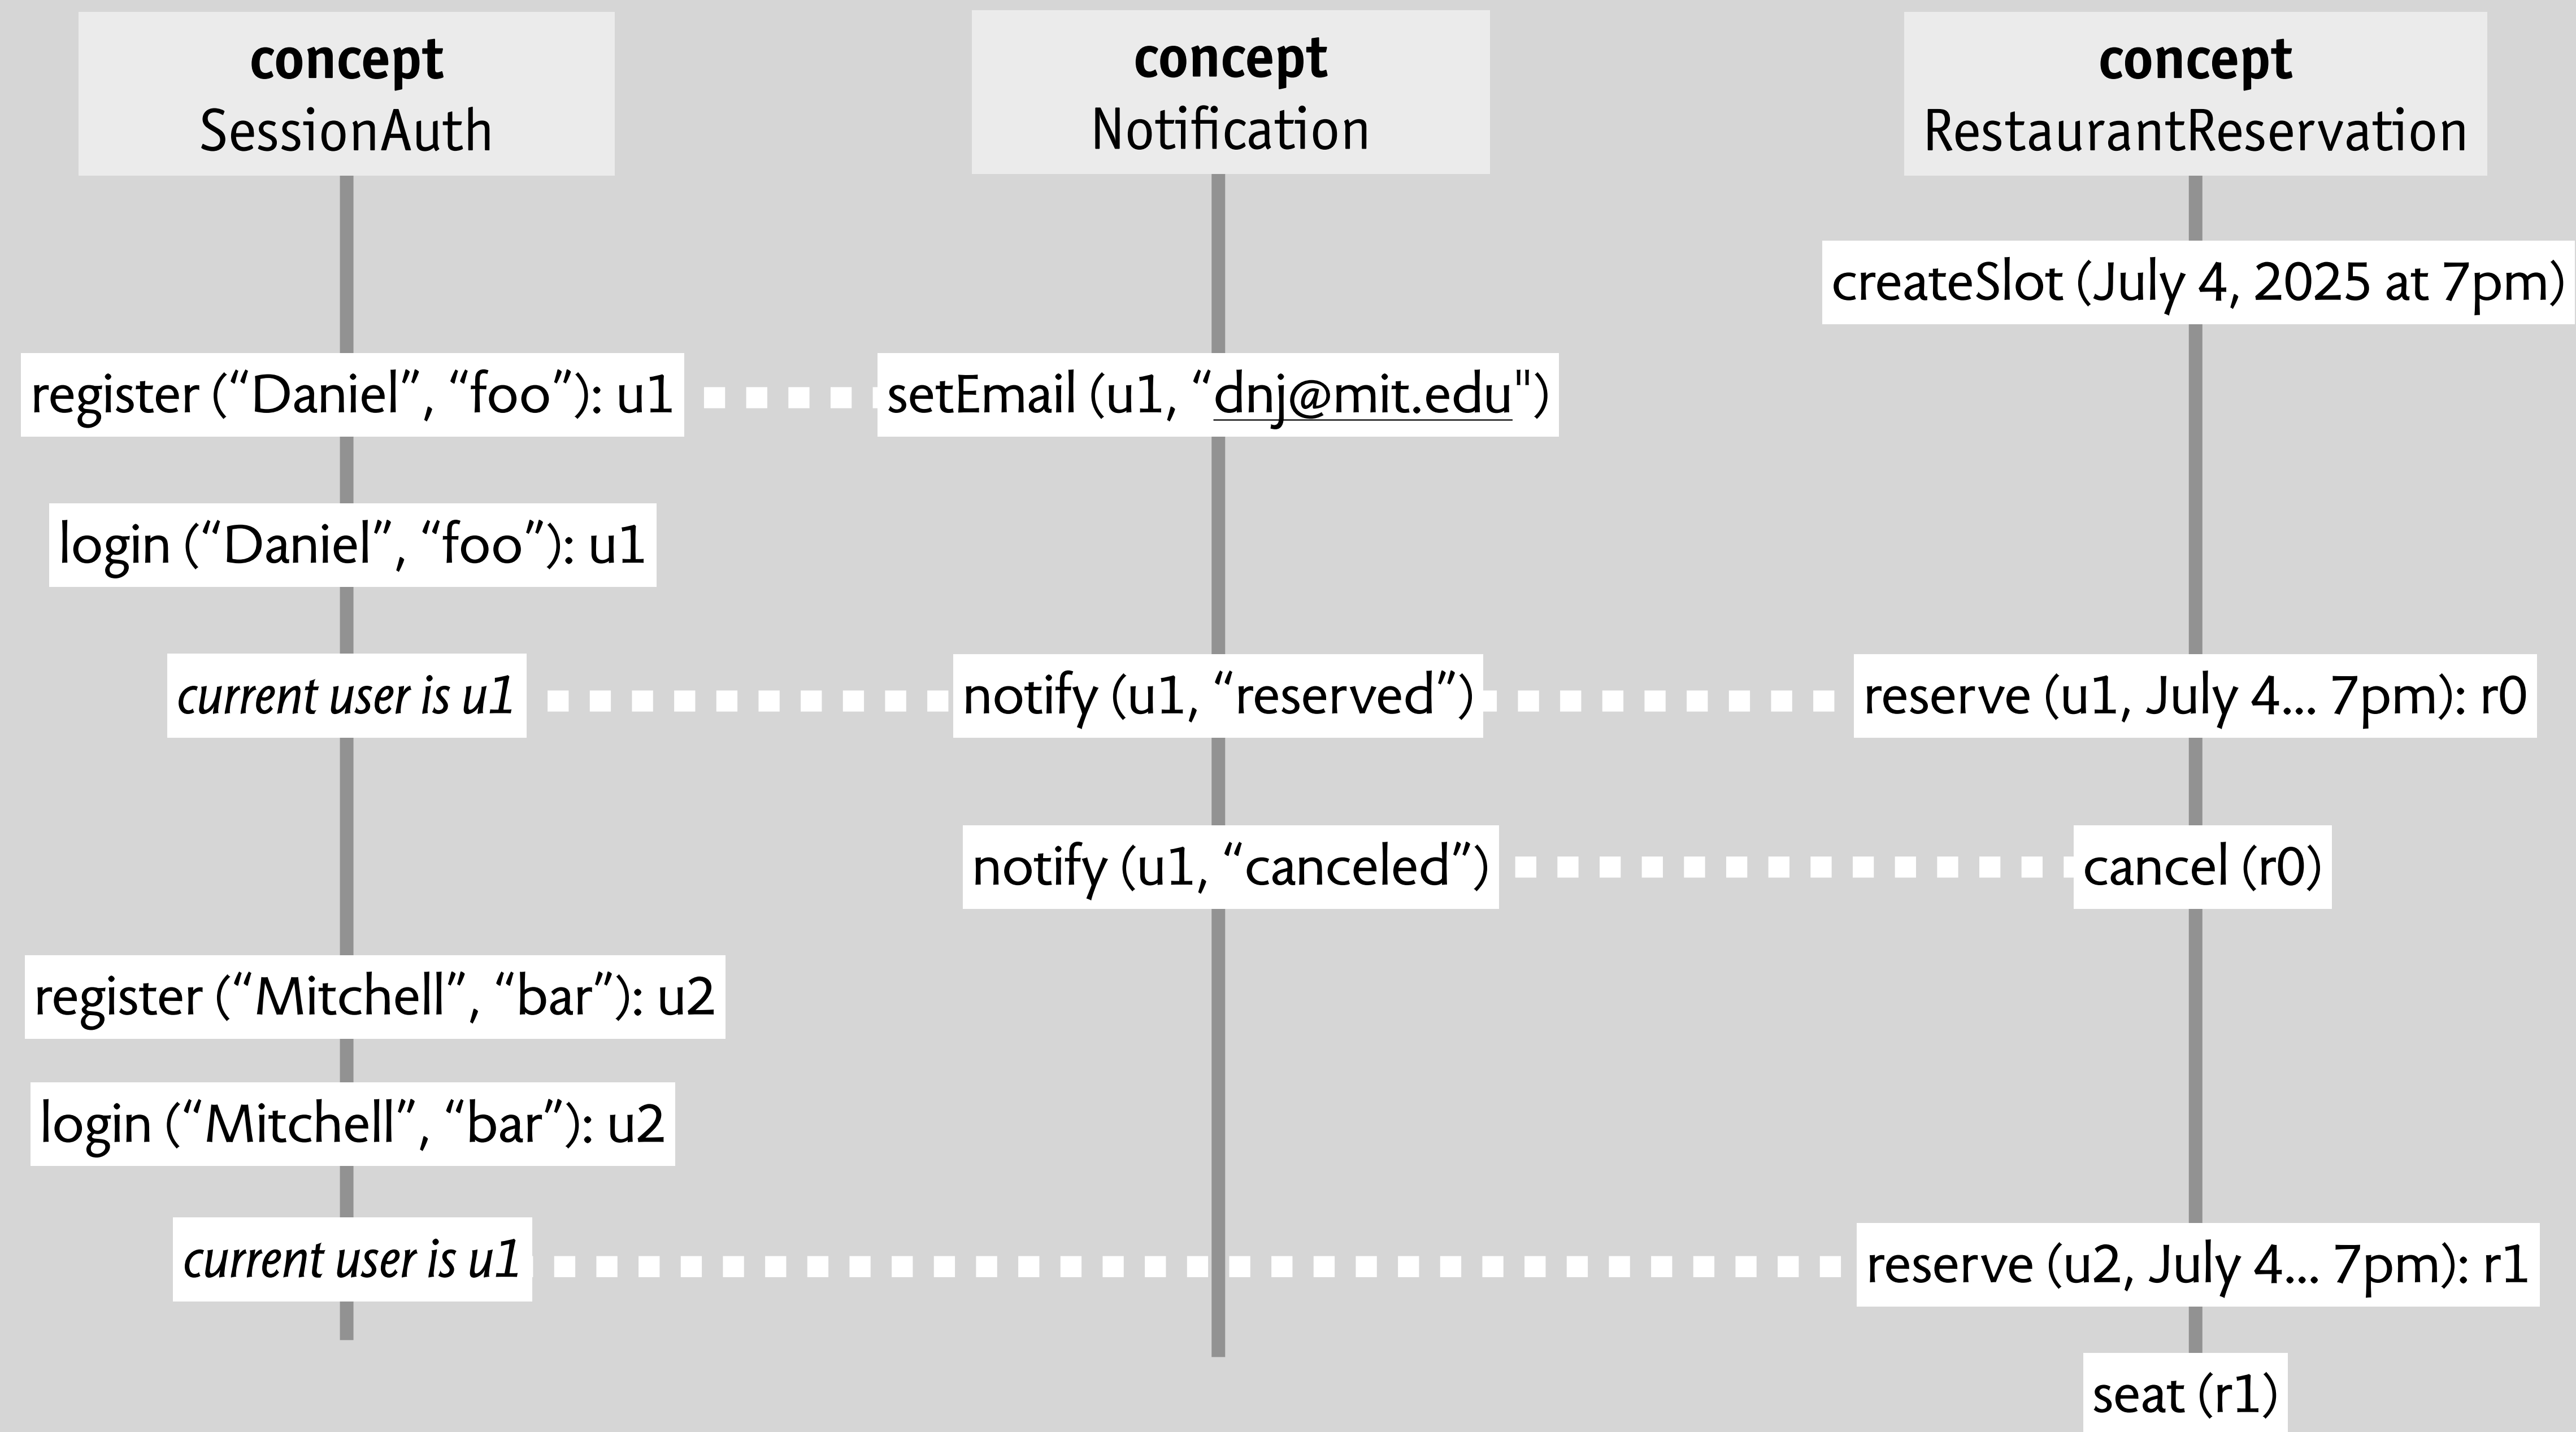 concept
SessionAuth
concept
Notification
concept
RestaurantReservation
createSlot (July 4, 2025 at 7pm)
register (“Daniel”, “foo”): u1
setEmail (u1, “dnj@mit.edu")
login (“Daniel”, “foo”): u1
current user is u1
notify (u1, “reserved”)
reserve (u1, July 4... 7pm): r0
notify (u1, “canceled”)
cancel (r0)
register (“Mitchell”, “bar”): u2
login (“Mitchell”, “bar”): u2
current user is u1
reserve (u2, July 4... 7pm): r1
seat (r1)